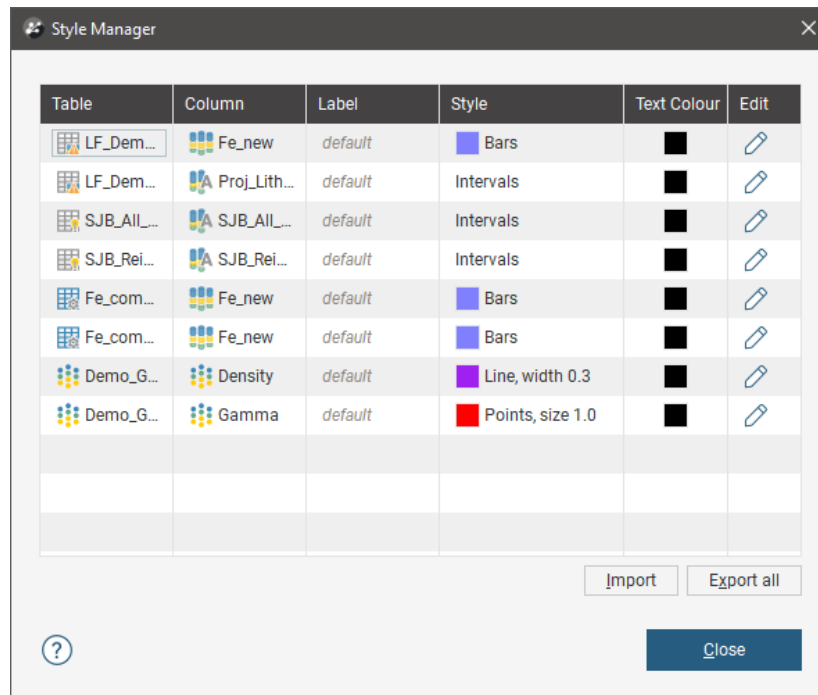 Style Manager
Table Column Label Style Text Colour Edit
LF_Dem... Fe_new default Bars
LF_Dem... Proj_Lith... default Intervals
SJB_All_... SJB_All_... default Intervals
SJB_Rei... SJB_Rei... default Intervals
Fe_com... Fe_new default Bars
Fe_com... Fe_new default Bars
Demo_G... Density default Line, width 0.3
Demo_G... Gamma default Points, size 1.0
Import Export all
? Close